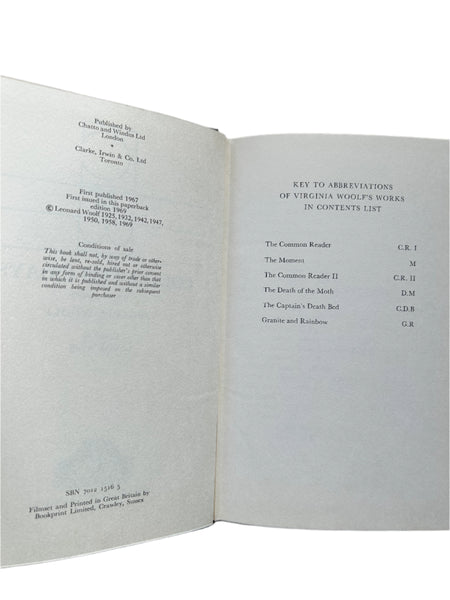 Published by
Chatto and Windus Ltd
London
*
Clarke, Irwin & Co. Ltd
Toronto
First published 1967
First issued in this paperback
edition 1969
© Leonard Woolf 1925, 1932, 1942, 1947,
1950, 1958, 1969
Conditions of sale
This book shall not, by way of trade or other-
wise, be lent, re-sold, hired out or otherwise
circulated without the publisher's prior consent
in any form of binding or cover other than
that in which it is published and without a similar
condition being imposed on the subsequent
purchaser
SBN 7012 1516 5
Filmset and Printed in Great Britain by
Bookprint Limited, Crawley, Sussex
KEY TO ABBREVIATIONS
OF VIRGINIA WOOLF'S WORKS
IN CONTENTS LIST
The Common Reader C.R. I
The Moment M
The Common Reader II C.R. II
The Death of the Moth D.M
The Captain's Death Bed C.D.B
Granite and Rainbow G.R